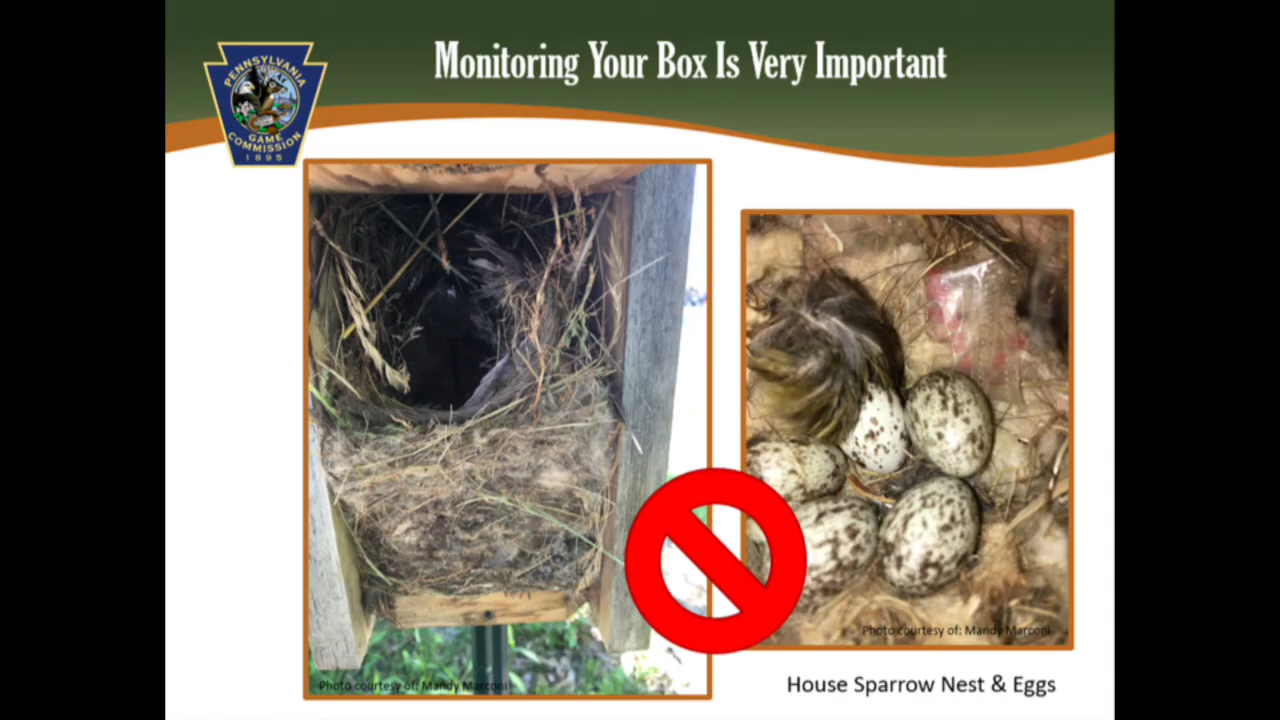 Monitoring Your Box Is Very Important
PENNSYLVANIA
GAME
COMMISSION
1895
Photo courtesy of: Mandy Marconi
Photo courtesy of: Mandy Marconi
House Sparrow Nest & Eggs